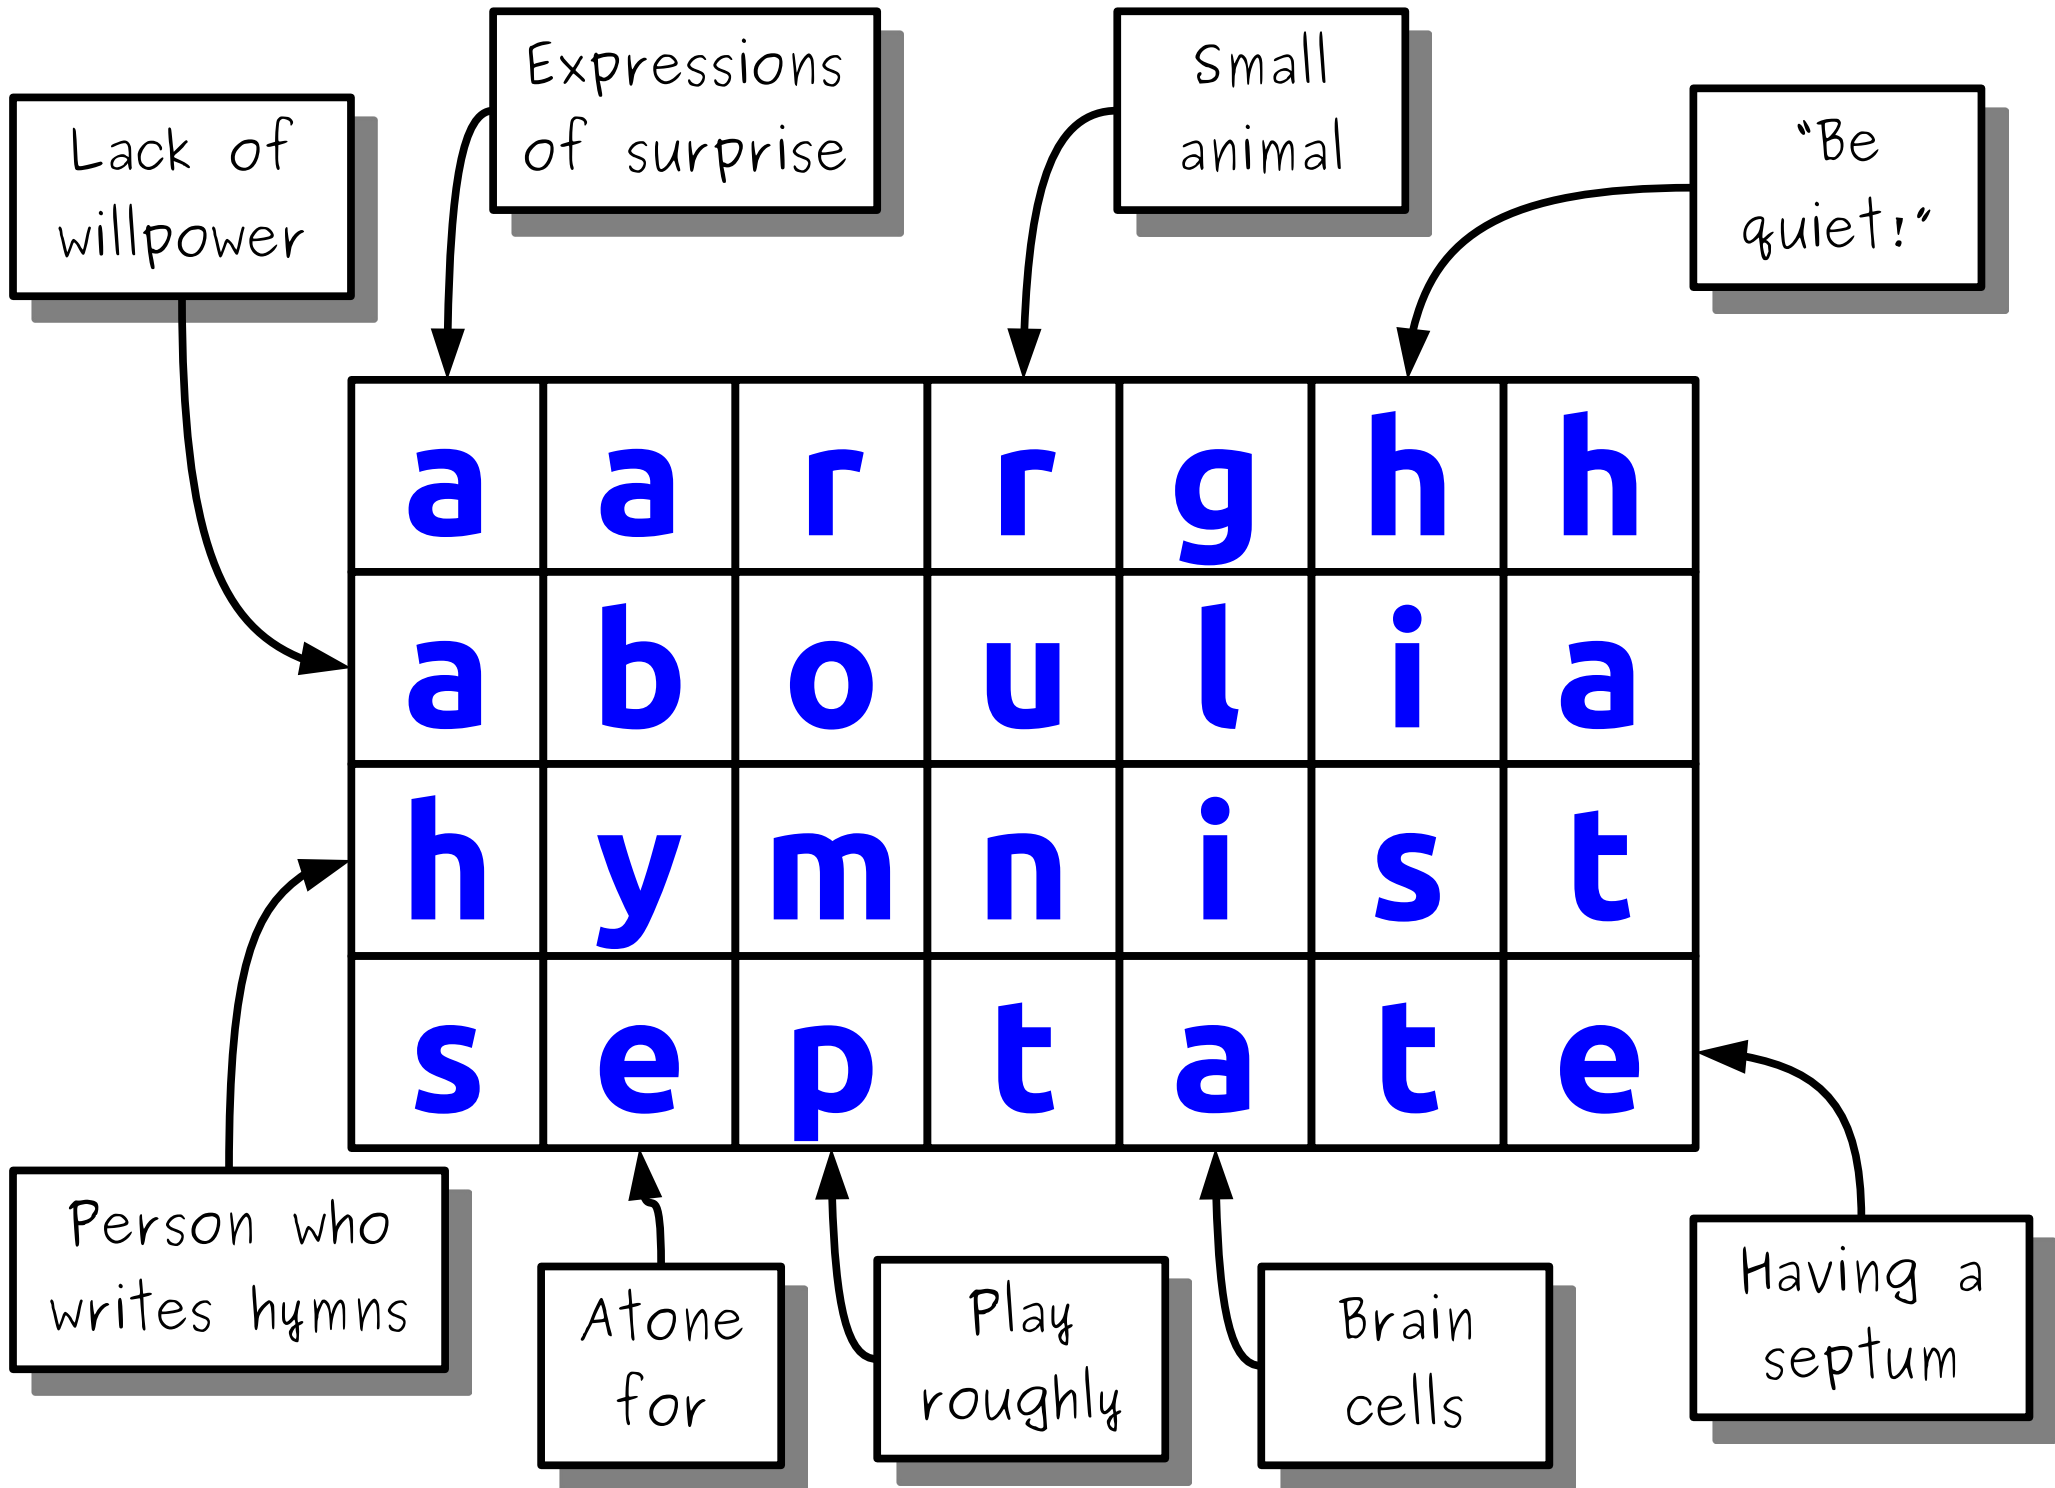 Expressions
of surprise
Small
animal
"Be
quiet!"
Lack of
willpower
a a r r g h h
a b o u l i a
h y m n i s t
s e p t a t e
Person who
writes hymns
Atone
for
Play
roughly
Brain
cells
Having a
septum